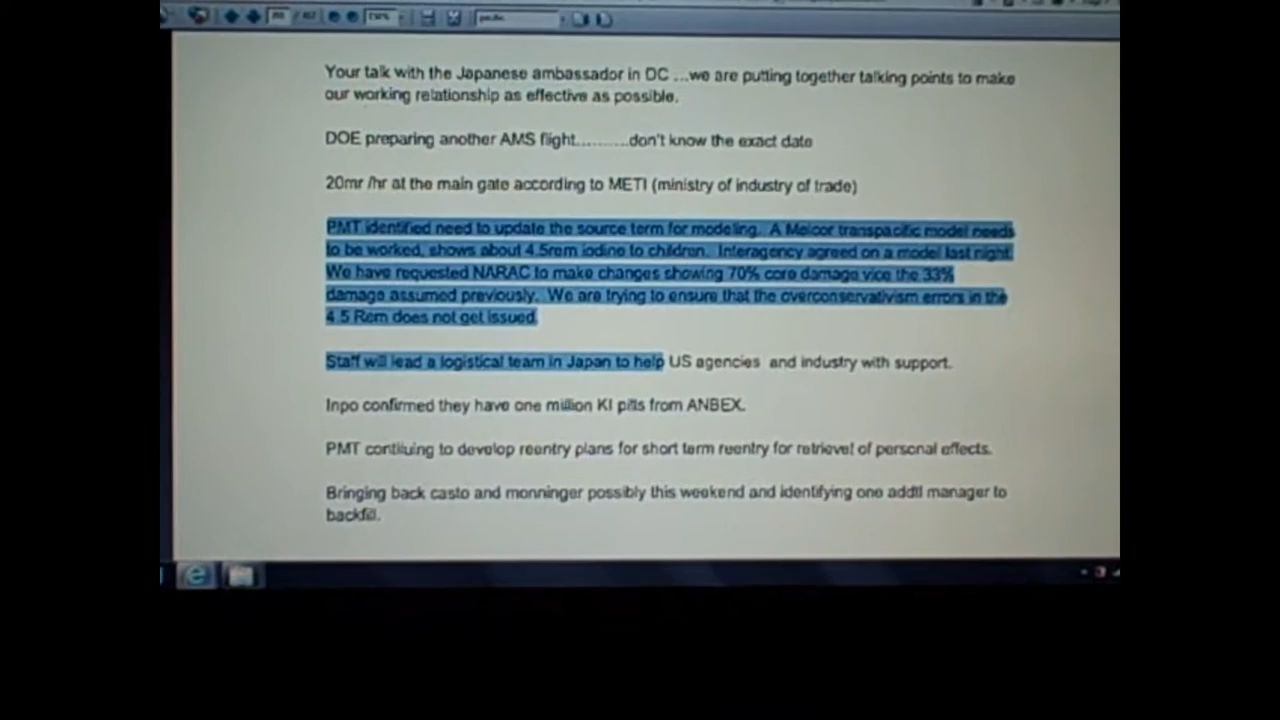 Your talk with the Japanese ambassador in DC ...we are putting together talking points to make
our working relationship as effective as possible.
DOE preparing another AMS flight..........don't know the exact date
20mr /hr at the main gate according to METI (ministry of industry of trade)
PMT identified need to update the source term for modeling. A Melcor transpacific model needs
to be worked, shows about 4.5rem iodine to children. Interagency agreed on a model last night.
We have requested NARAC to make changes showing 70% core damage vice the 33%
damage assumed previously. We are trying to ensure that the overconservativism errors in the
4.5 Rem does not get issued.
Staff will lead a logistical team in Japan to help US agencies and industry with support.
Inpo confirmed they have one million KI pills from ANBEX.
PMT continuing to develop reentry plans for short term reentry for retrievel of personal effects.
Bringing back casto and monninger possibly this weekend and identifying one addtl manager to
backfill.